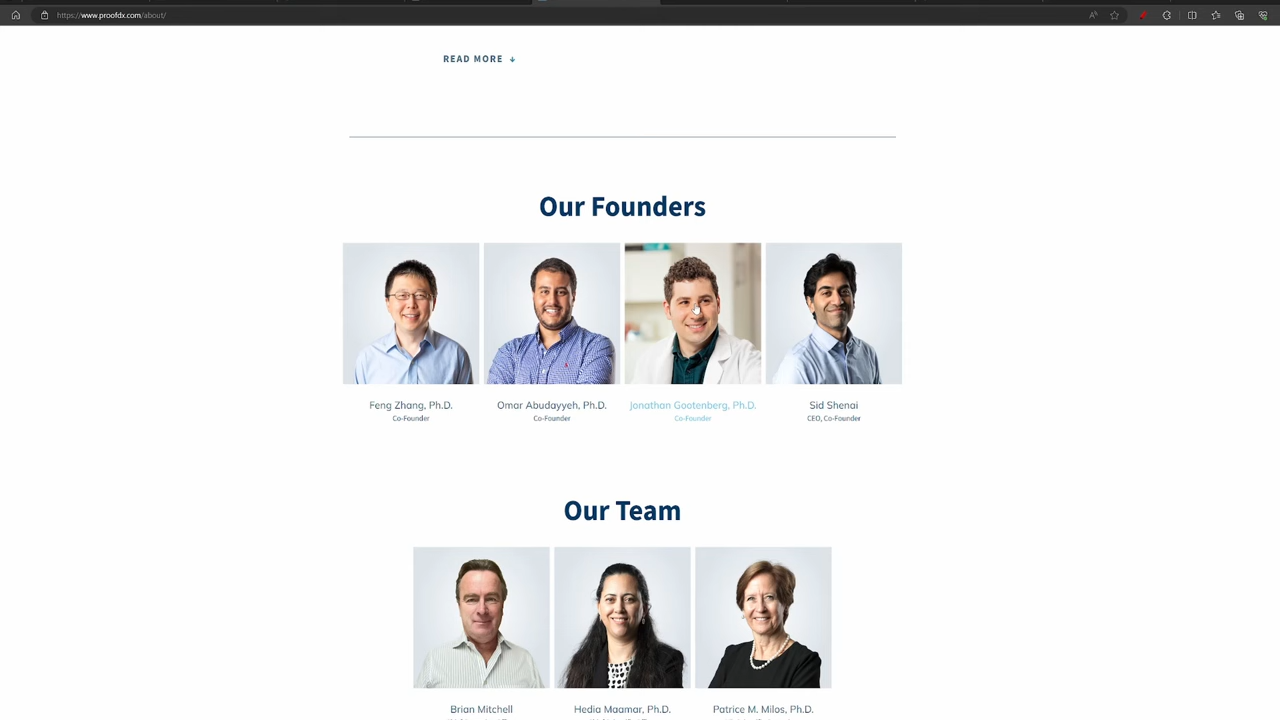 https://www.proofdx.com/about/
READ MORE ↓
Our Founders
Feng Zhang, Ph.D.
Co-Founder
Omar Abudayyeh, Ph.D.
Co-Founder
Jonathan Gootenberg, Ph.D.
Co-Founder
Sid Shenai
CEO, Co-Founder
Our Team
Brian Mitchell
Hedia Maamar, Ph.D.
Patrice M. Milos, Ph.D.